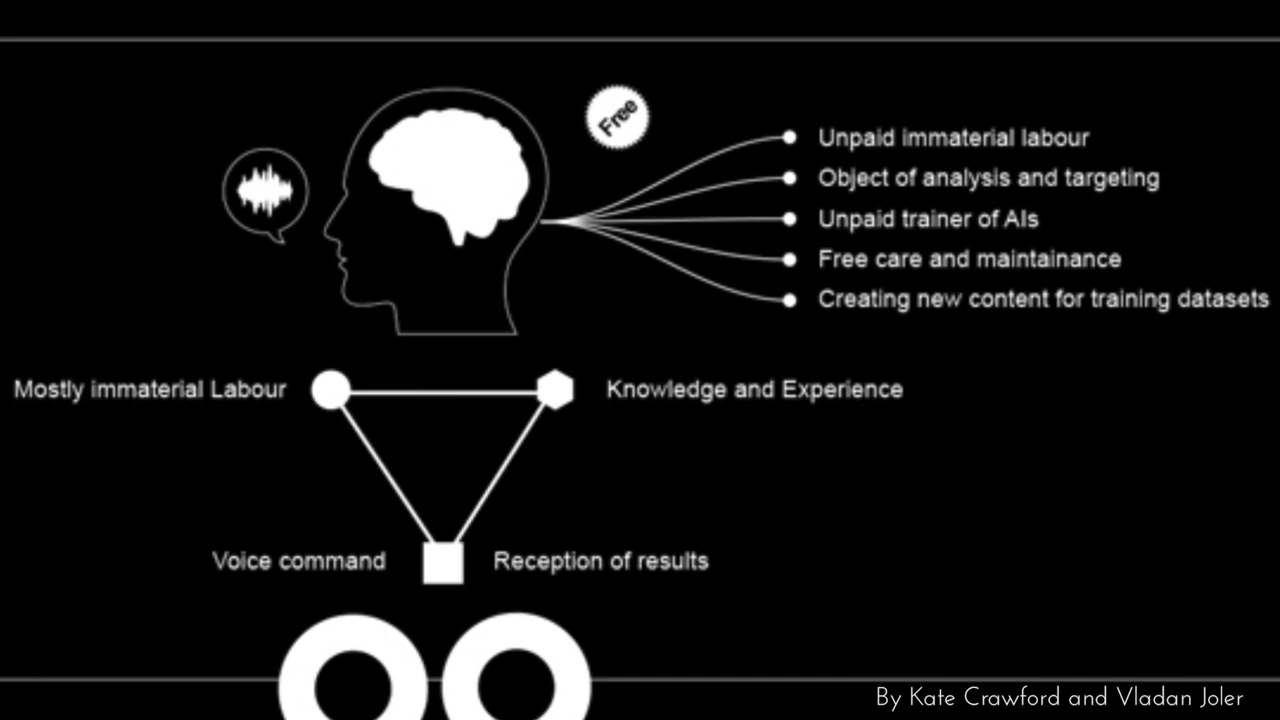 Free
Unpaid immaterial labour
Object of analysis and targeting
Unpaid trainer of AIs
Free care and maintainance
Creating new content for training datasets
Mostly immaterial Labour
Knowledge and Experience
Voice command
Reception of results
By Kate Crawford and Vladan Joler